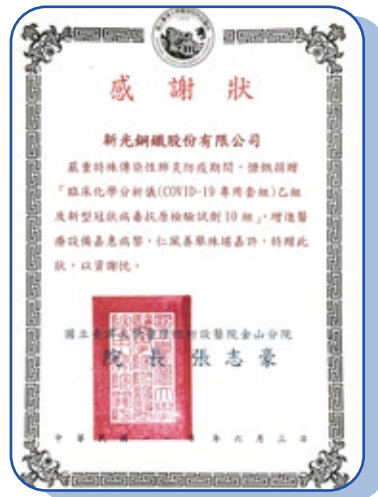 感謝狀
新光鋼鐵股份有限公司
嚴重特殊傳染性肺炎防疫期間,慷慨捐贈
「臨床化學分析儀(COVID-19專用套組)乙組
及新型冠狀病毒抗原檢驗試劑10組」,增進醫
療設備嘉惠病黎,仁風善舉殊堪嘉許,特贈此
狀,以資謝忱。
國立臺灣大學醫學院附設醫院金山分院
院長 張志豪
中華民國 年六月三日